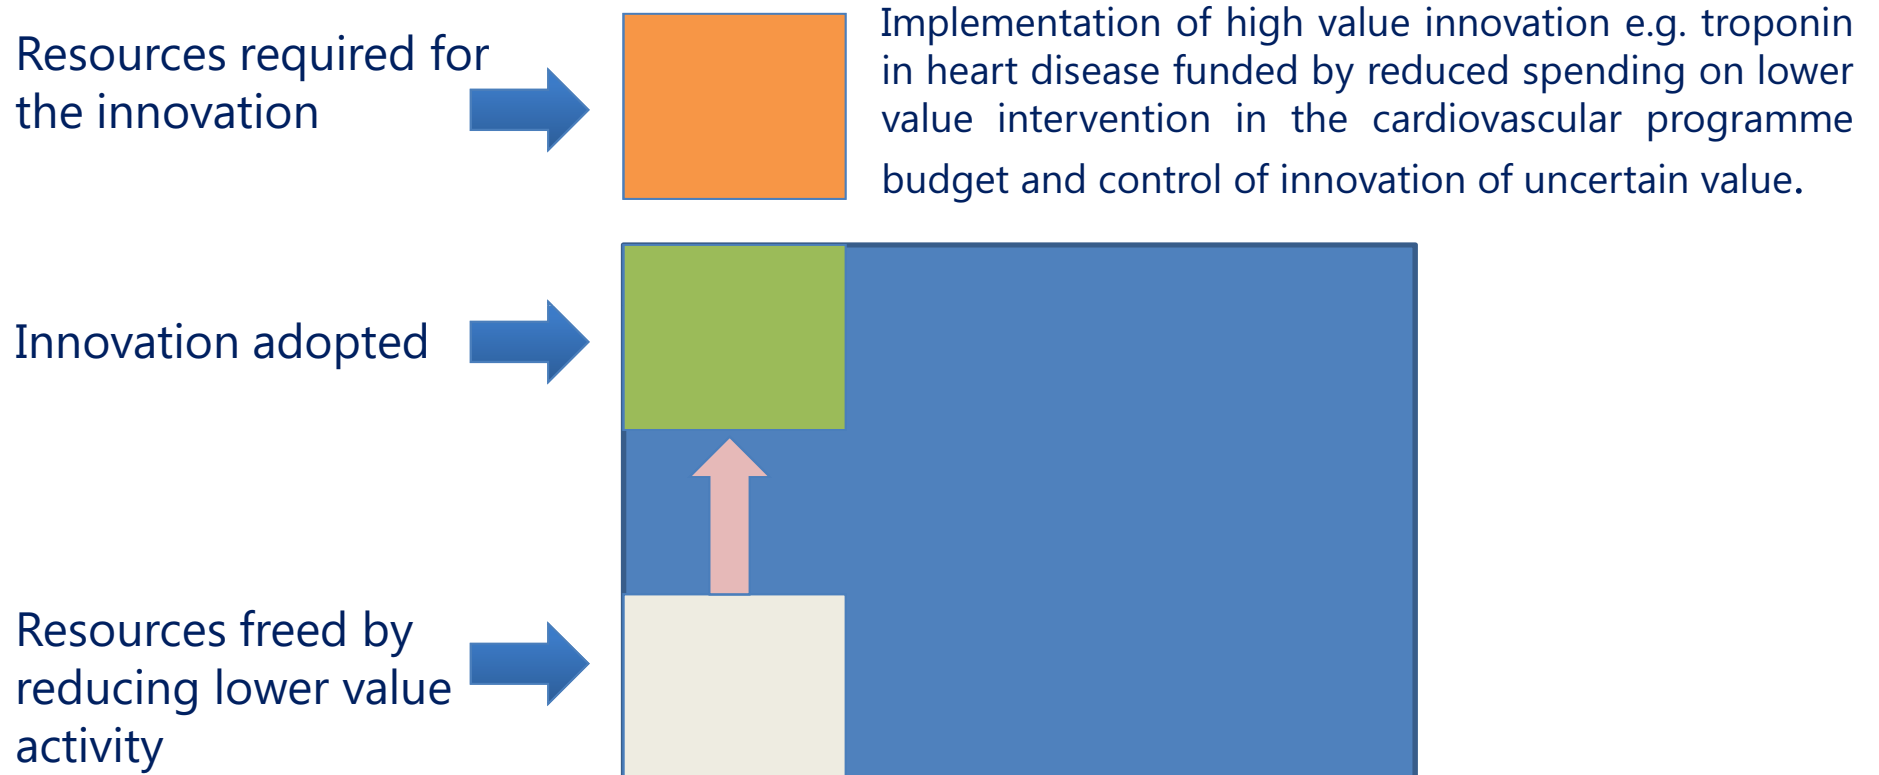 Resources required for
the innovation
Implementation of high value innovation e.g. troponin
in heart disease funded by reduced spending on lower
value intervention in the cardiovascular programme
budget and control of innovation of uncertain value.
Innovation adopted
Resources freed by
reducing lower value
activity